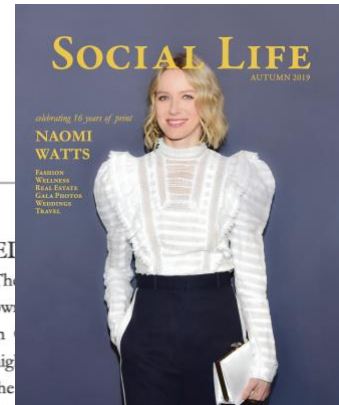 SOCIAL LIFE
AUTUMN 2019
celebrating 16 years of print
NAOMI
WATTS
FASHION
WELLNESS
REAL ESTATE
GALA PHOTOS
WEDDINGS
TRAVEL